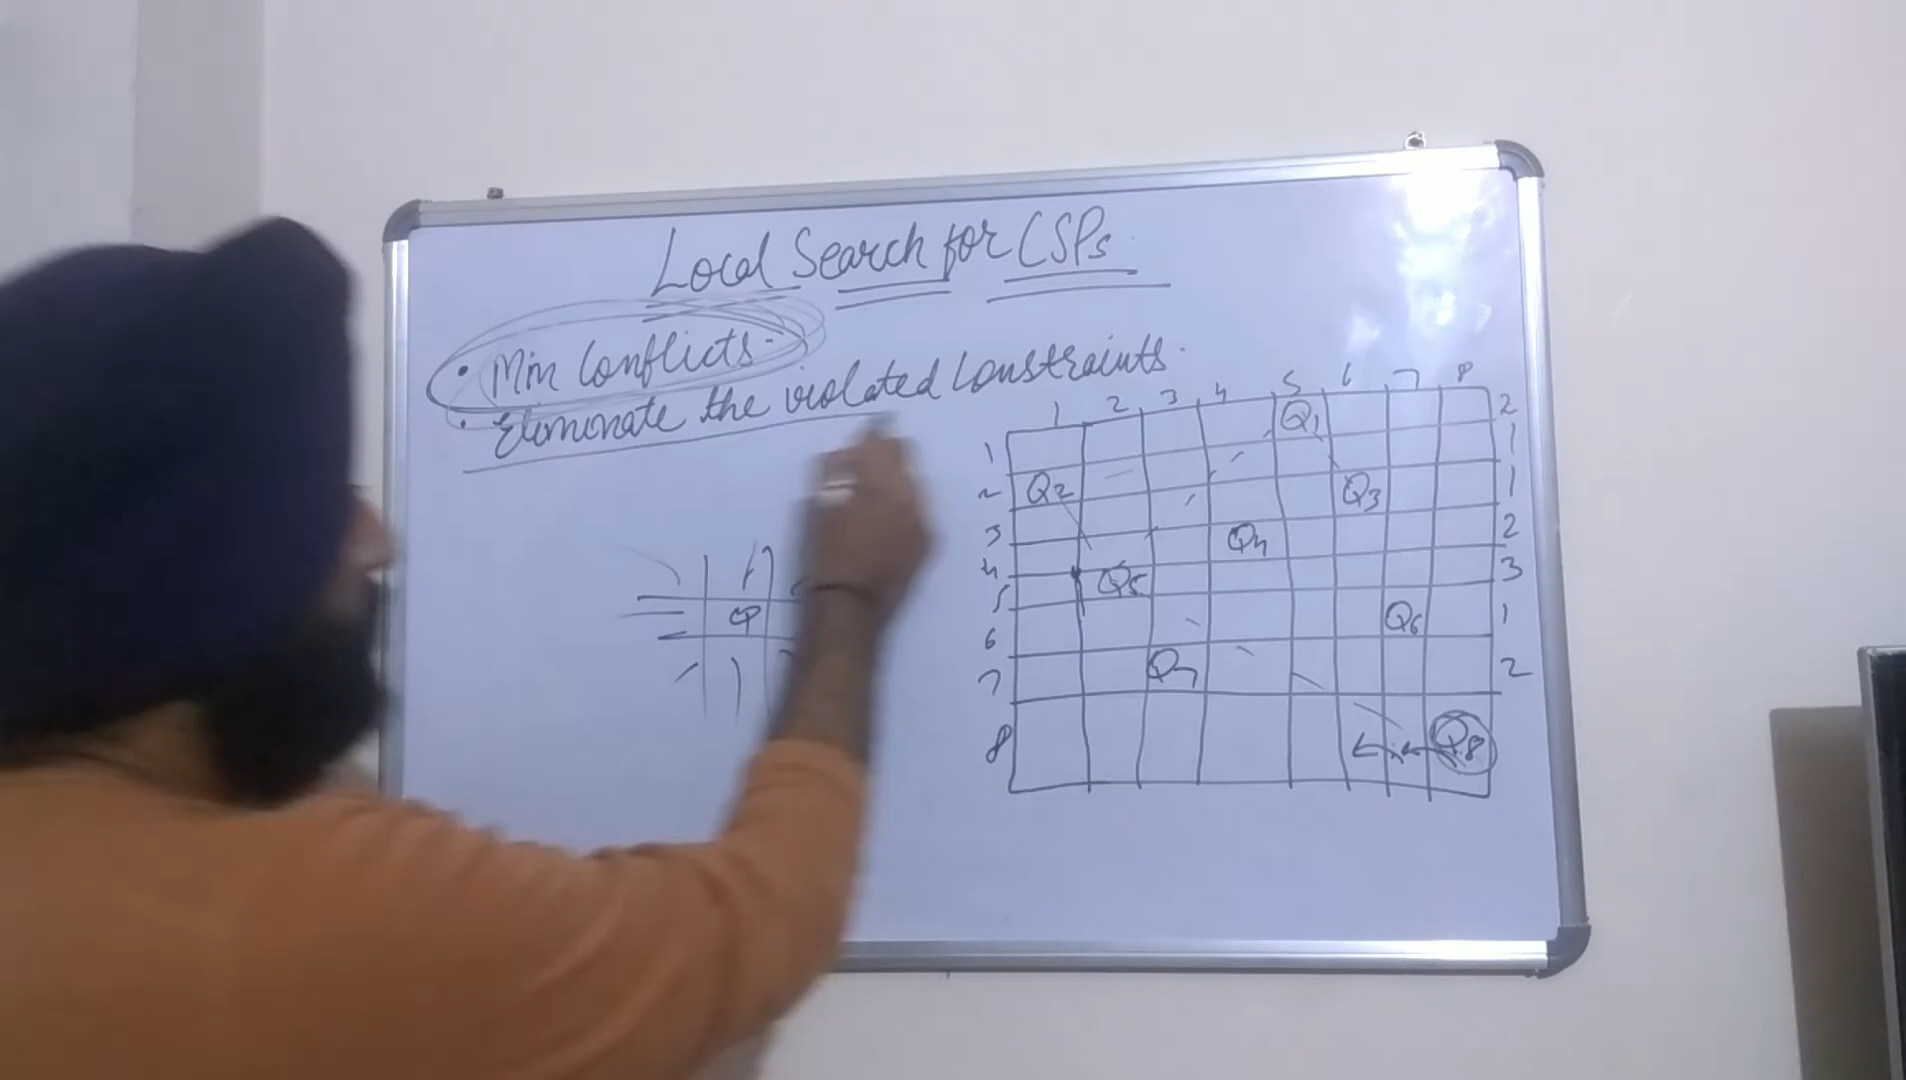 Local Search for CSPs
• Min Conflicts.
• Eliminate the violated Constraints.
1 2 3 4 5 6 7 8
Q1 2
1 1
2 Q2 Q3 1
3 Q4 2
4 Q5 3
5
6 Q6 1
7 Q7 2
8 Q8
Q